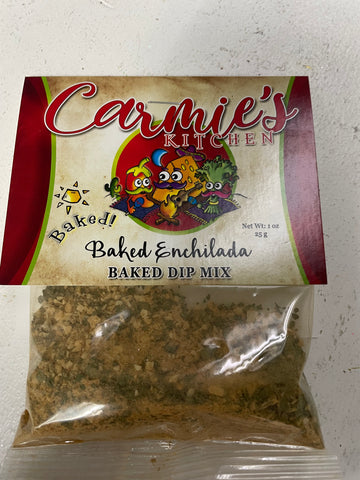 Carmie's
KITCHEN
Baked!
Net Wt: 1 oz
25 g
Baked Enchilada
BAKED DIP MIX